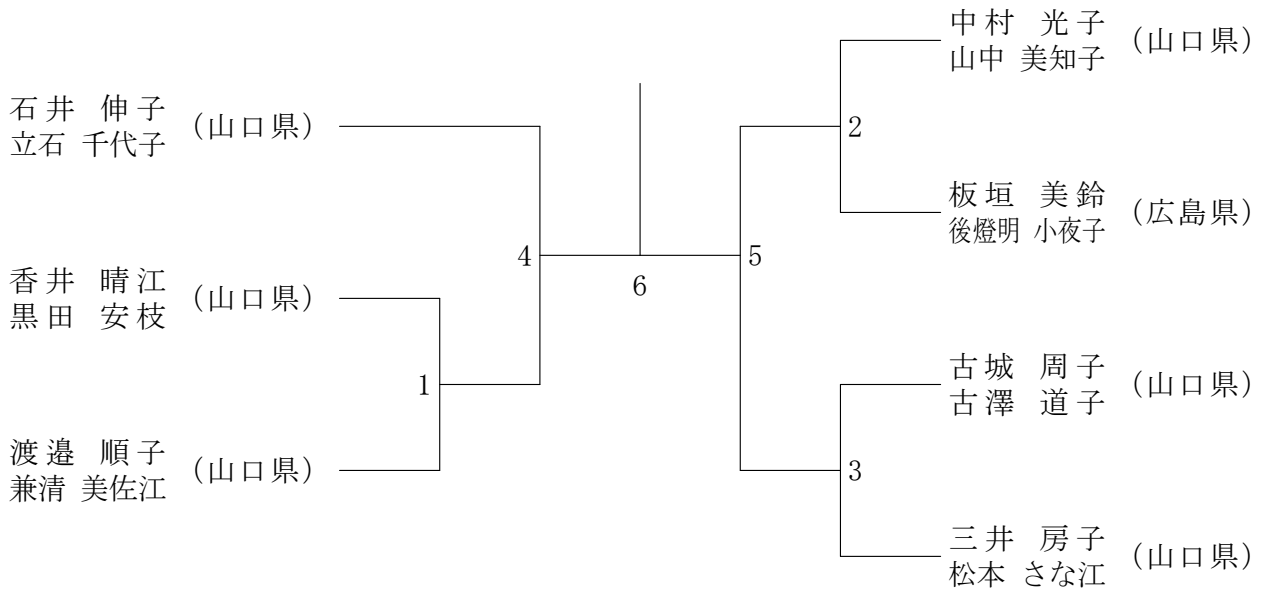 石井 伸子
立石 千代子
(山口県)
香井 晴江
黒田 安枝
(山口県)
渡邉 順子
兼清 美佐江
(山口県)
1
4
6
5
2
3
中村 光子
山中 美知子
(山口県)
板垣 美鈴
後燈明 小夜子
(広島県)
古城 周子
古澤 道子
(山口県)
三井 房子
松本 さな江
(山口県)